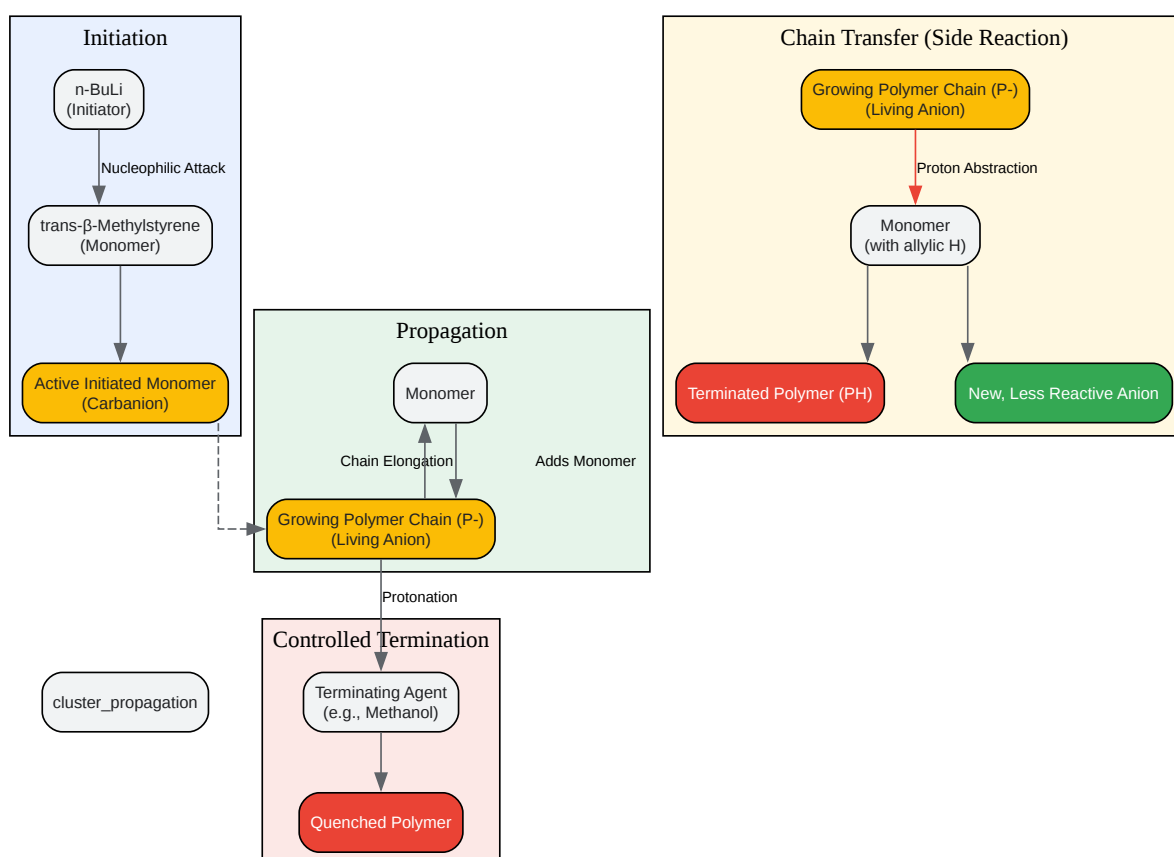 Initiation
n-BuLi
(Initiator)
Nucleophilic Attack
trans-β-Methylstyrene
(Monomer)
Active Initiated Monomer
(Carbanion)
Chain Transfer (Side Reaction)
Growing Polymer Chain (P-)
(Living Anion)
Proton Abstraction
Monomer
(with allylic H)
Terminated Polymer (PH)
New, Less Reactive Anion
Propagation
Monomer
Chain Elongation
Adds Monomer
Growing Polymer Chain (P-)
(Living Anion)
Protonation
Controlled Termination
Terminating Agent
(e.g., Methanol)
Quenched Polymer
cluster_propagation